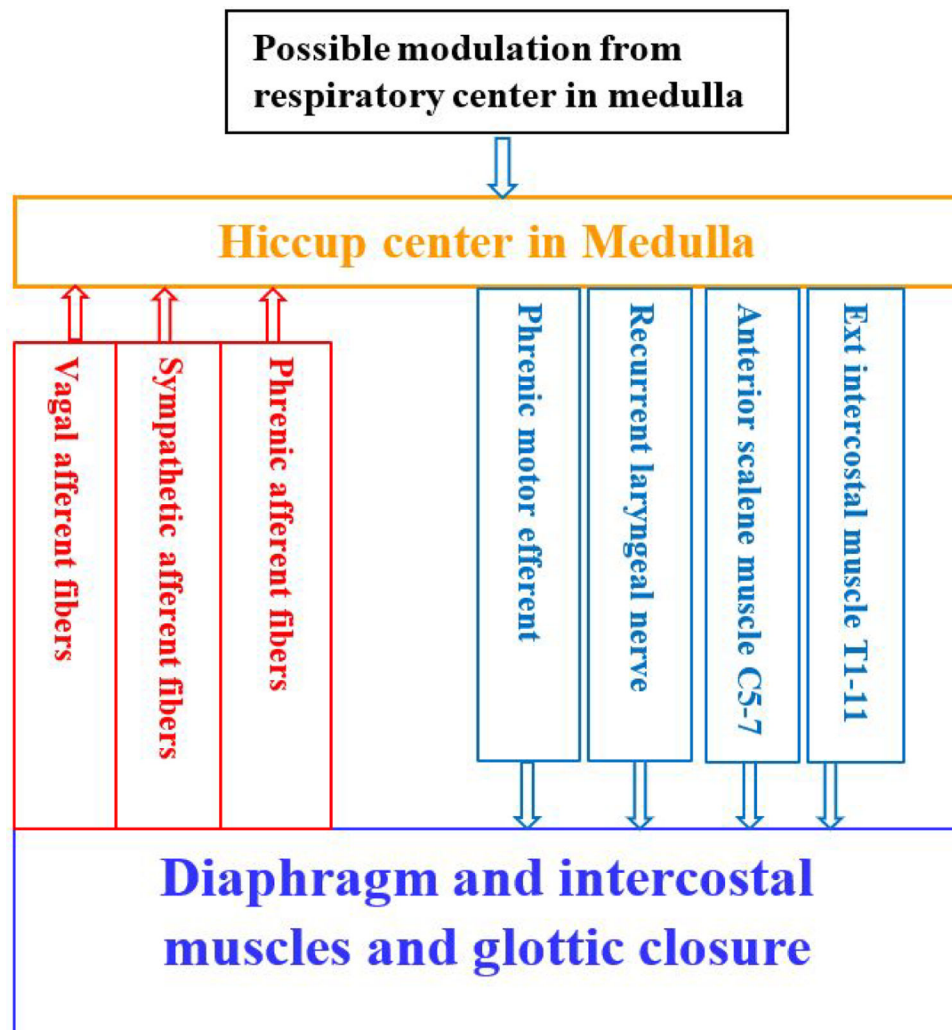 Possible modulation from
respiratory center in medulla
Hiccup center in Medulla
Vagal afferent fibers
Sympathetic afferent fibers
Phrenic afferent fibers
Phrenic motor efferent
Recurrent laryngeal nerve
Anterior scalene muscle C5-7
Ext intercostal muscle T1-11
Diaphragm and intercostal
muscles and glottic closure